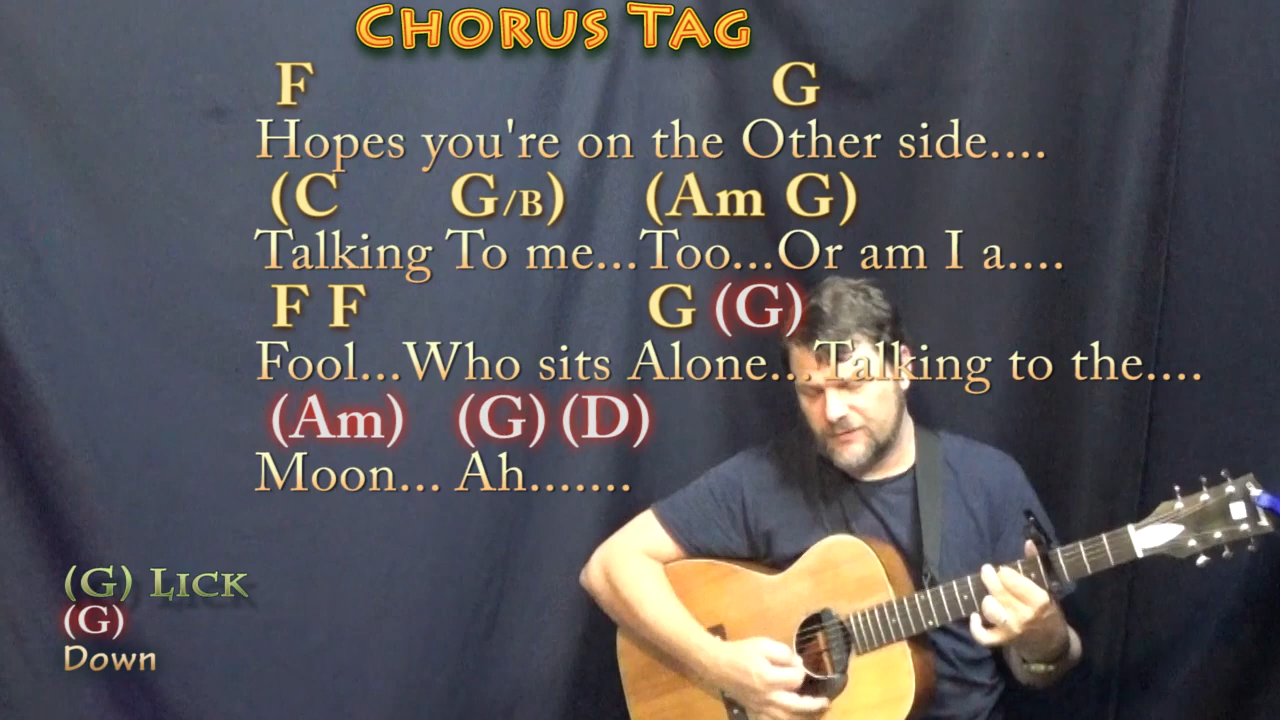 Chorus Tag
F G
Hopes you're on the Other side....
(C G/B) (Am G)
Talking To me...Too...Or am I a....
F F G (G)
Fool...Who sits Alone...Talking to the....
(Am) (G) (D)
Moon... Ah.......
(G) Lick
(G)
Down